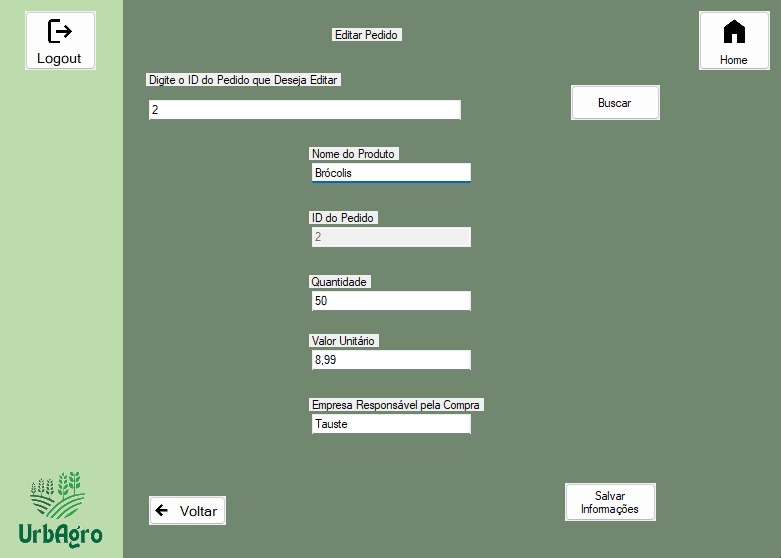 Logout
Editar Pedido
Home
Digite o ID do Pedido que Deseja Editar
2
Buscar
Nome do Produto
Brócolis
ID do Pedido
2
Quantidade
50
Valor Unitário
8,99
Empresa Responsável pela Compra
Tauste
Voltar
Salvar
Informações
UrbAgro